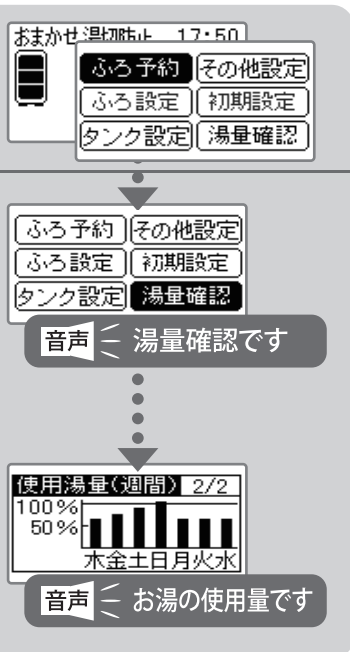 おまかせ 湯切防止 17:50
ふろ予約 その他設定
ふろ設定 初期設定
タンク設定 湯量確認
ふろ予約 その他設定
ふろ設定 初期設定
タンク設定 湯量確認
音声 湯量確認です
使用湯量(週間) 2/2
100%
50%
木金土日月火水
音声 お湯の使用量です